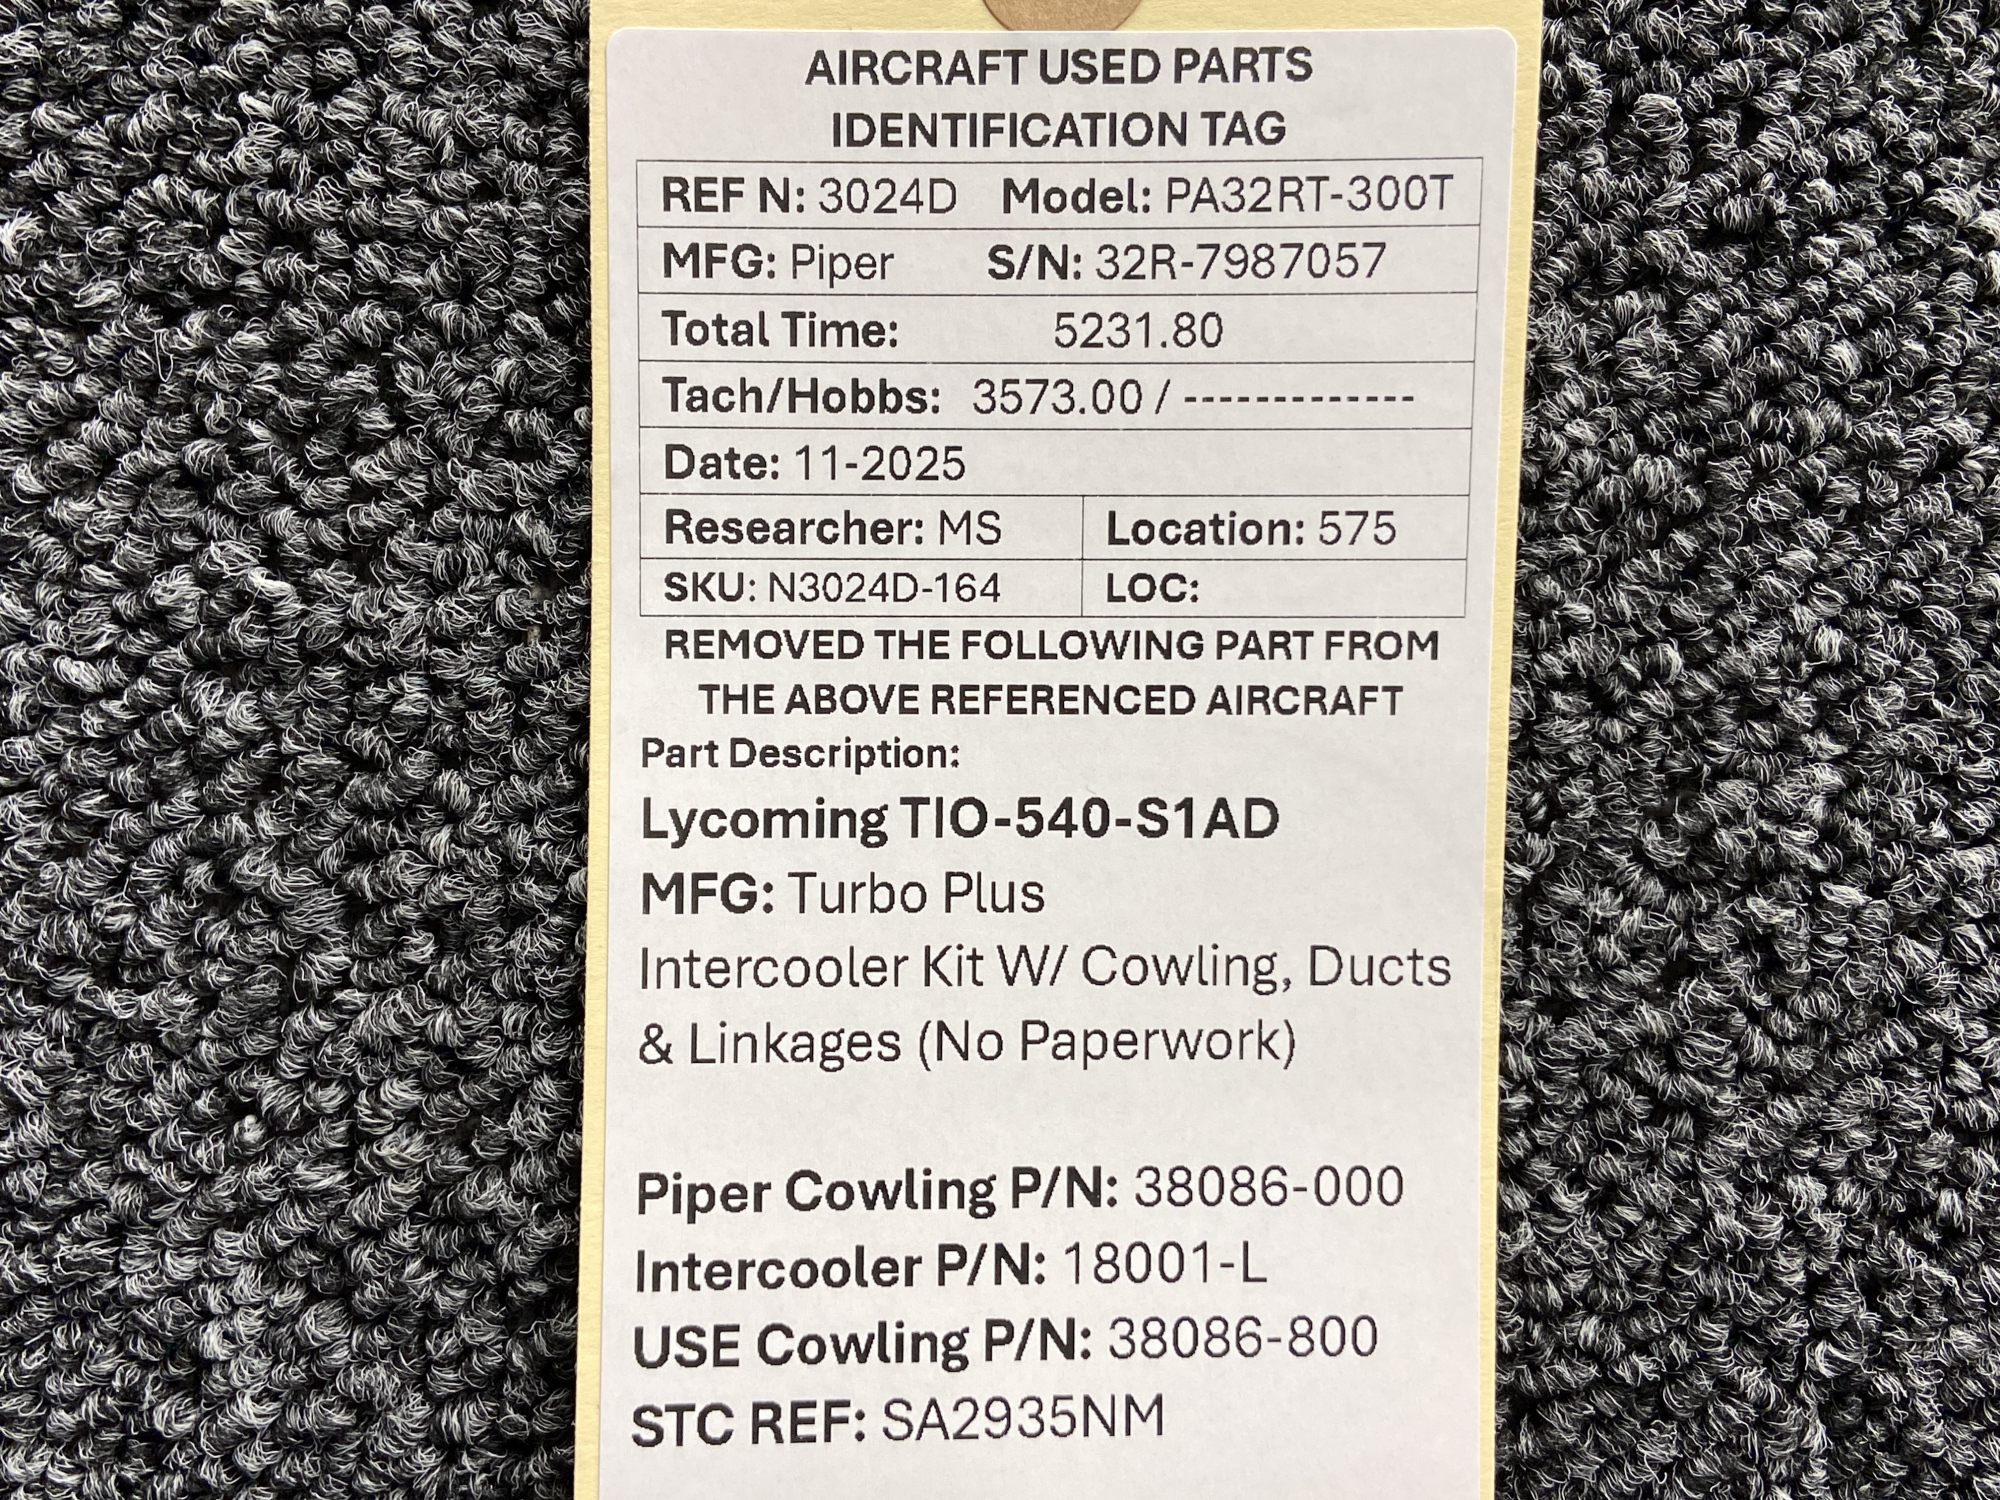 AIRCRAFT USED PARTS
IDENTIFICATION TAG
REF N: 3024D Model: PA32RT-300T
MFG: Piper S/N: 32R-7987057
Total Time: 5231.80
Tach/Hobbs: 3573.00 / -------------
Date: 11-2025
Researcher: MS Location: 575
SKU: N3024D-164 LOC:
REMOVED THE FOLLOWING PART FROM
THE ABOVE REFERENCED AIRCRAFT
Part Description:
Lycoming TIO-540-S1AD
MFG: Turbo Plus
Intercooler Kit W/ Cowling, Ducts
& Linkages (No Paperwork)
Piper Cowling P/N: 38086-000
Intercooler P/N: 18001-L
USE Cowling P/N: 38086-800
STC REF: SA2935NM